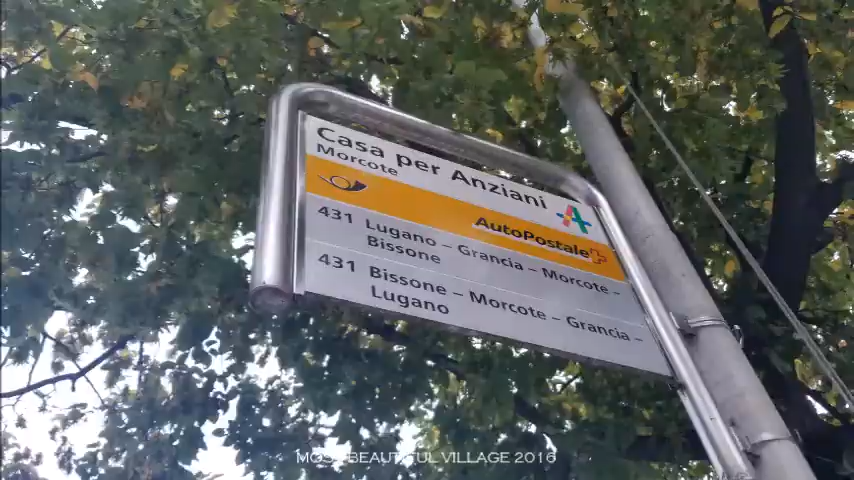 Casa per Anziani
Morcote
AutoPostale
431 Lugano – Grancia – Morcote –
Bissone
431 Bissone – Morcote – Grancia –
Lugano
MOST BEAUTIFUL VILLAGE 2016